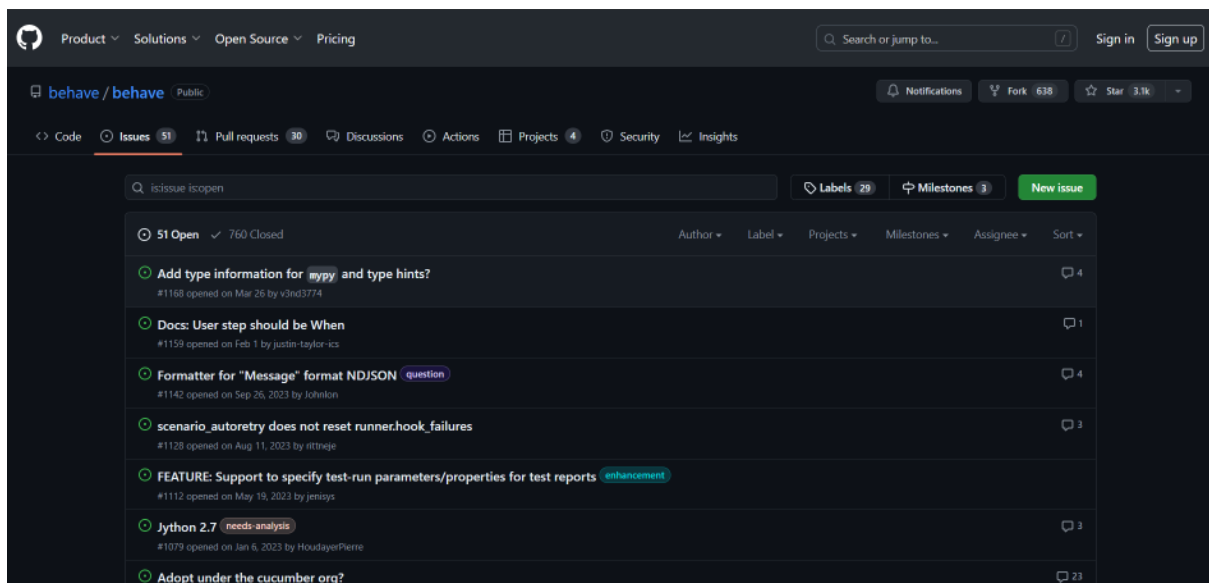 Product Solutions Open Source Pricing Search or jump to... / Sign in Sign up
behave / behave Public Notifications Fork 638 Star 3.1k
Code Issues 51 Pull requests 30 Discussions Actions Projects 4 Security Insights
is:issue is:open Labels 29 Milestones 3 New issue
51 Open 760 Closed Author Label Projects Milestones Assignee Sort
Add type information for mypy and type hints? 4
#1168 opened on Mar 26 by v3nd3774
Docs: User step should be When 1
#1159 opened on Feb 1 by justin-taylor-ics
Formatter for "Message" format NDJSON question 4
#1142 opened on Sep 26, 2023 by Johnlon
scenario_autoretry does not reset runner.hook_failures 3
#1128 opened on Aug 11, 2023 by rittneje
FEATURE: Support to specify test-run parameters/properties for test reports enhancement
#1112 opened on May 19, 2023 by jenisys
Jython 2.7 needs-analysis 3
#1079 opened on Jan 6, 2023 by HoudayerPierre
Adopt under the cucumber org? 23